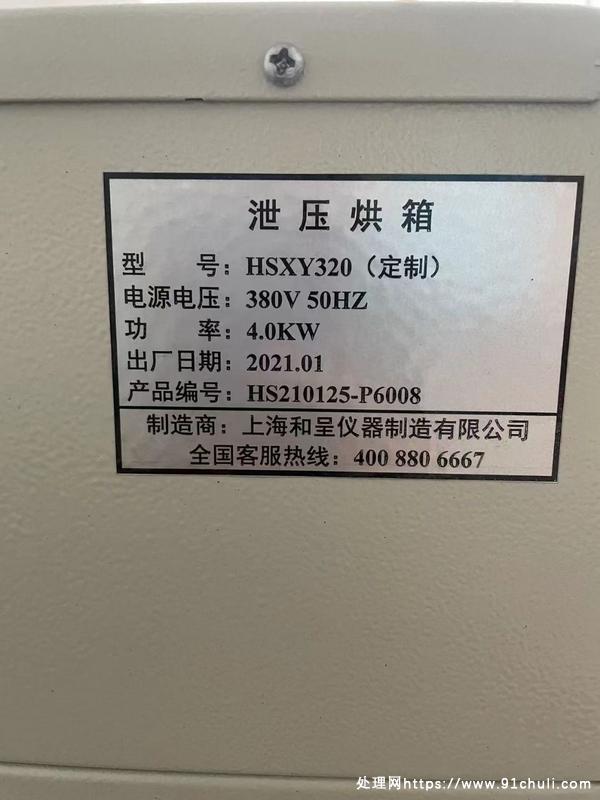 泄压烘箱
型　　号：HSXY320（定制）
电源电压：380V 50HZ
功　　率：4.0KW
出厂日期：2021.01
产品编号：HS210125-P6008
制造商：上海和呈仪器制造有限公司
全国客服热线：400 880 6667
处理网https://www.91chuli.com